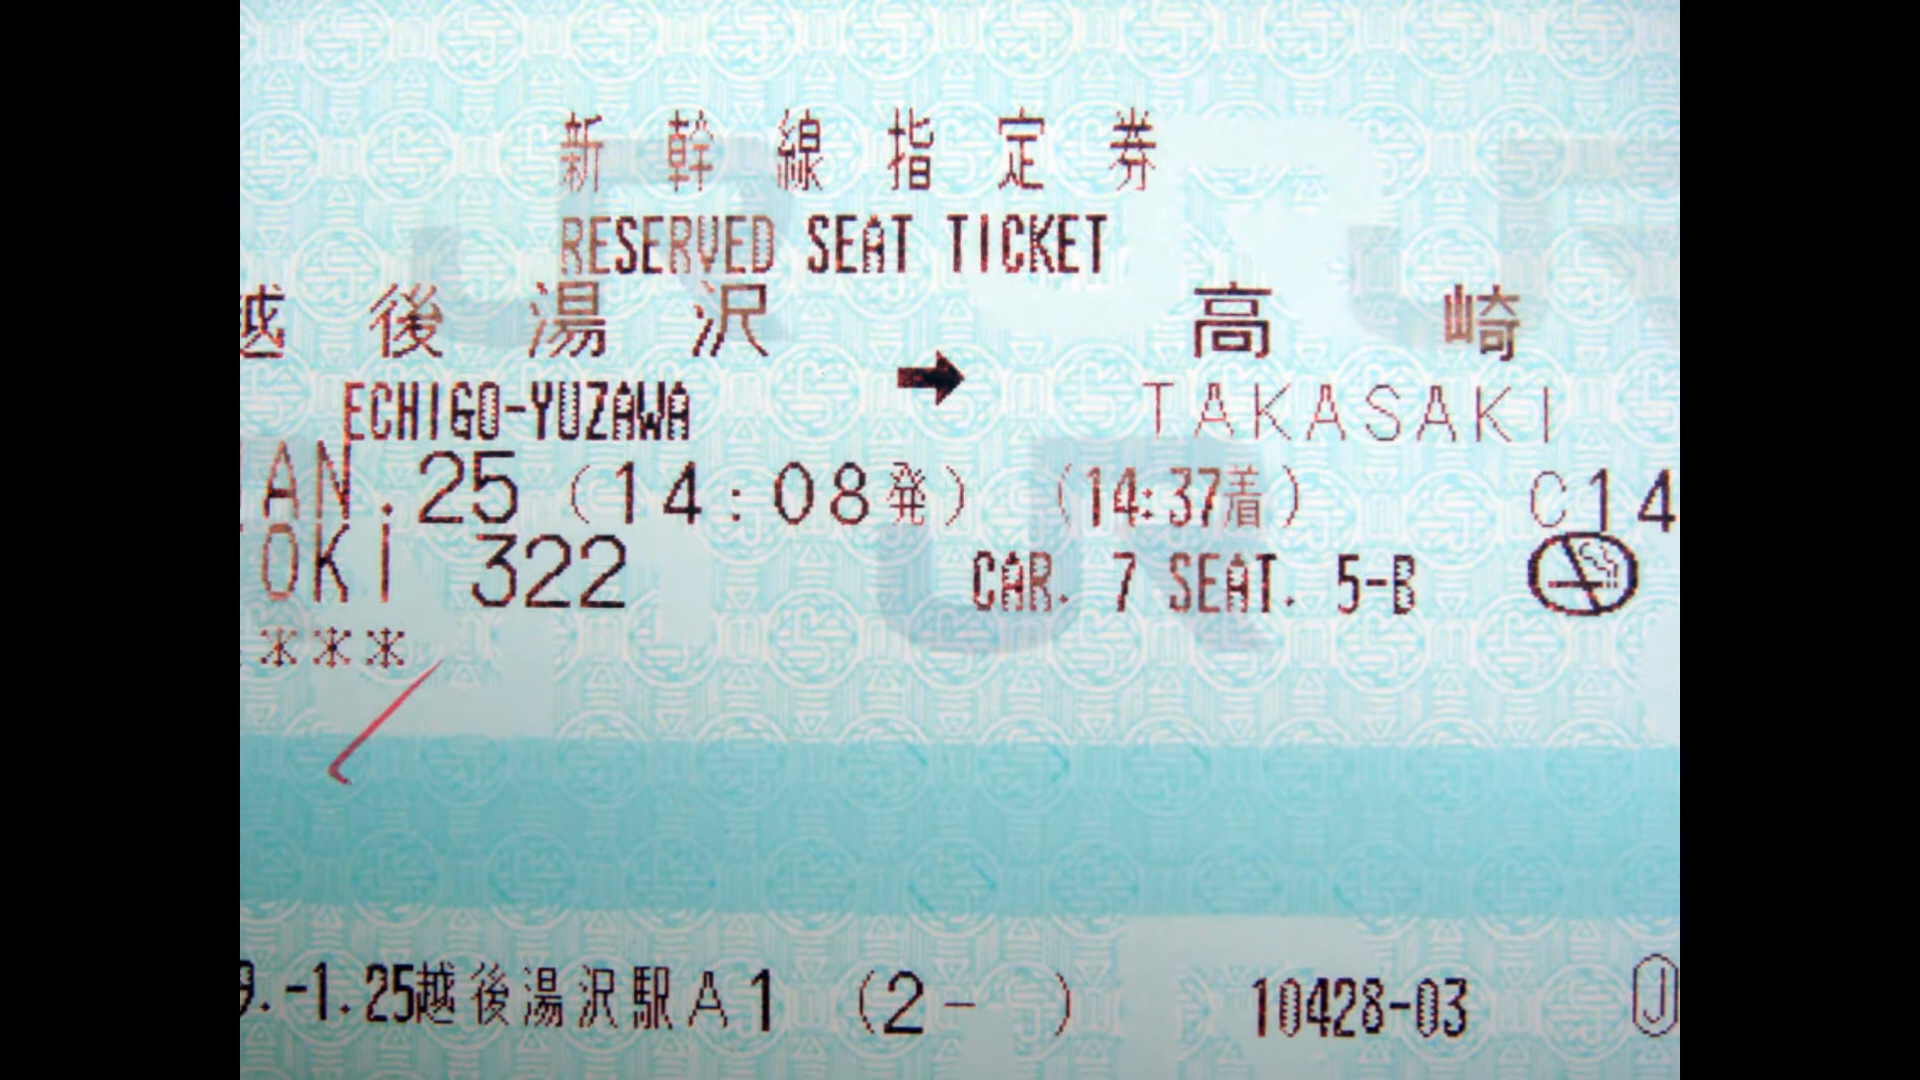 新幹線指定券
RESERVED SEAT TICKET
越後湯沢 → 高崎
ECHIGO-YUZAWA TAKASAKI
JAN. 25 (14:08発) (14:37着) C14
TOKI 322 CAR. 7 SEAT. 5-B
***
9.-1.25越後湯沢駅A1 (2- ) 10428-03 J